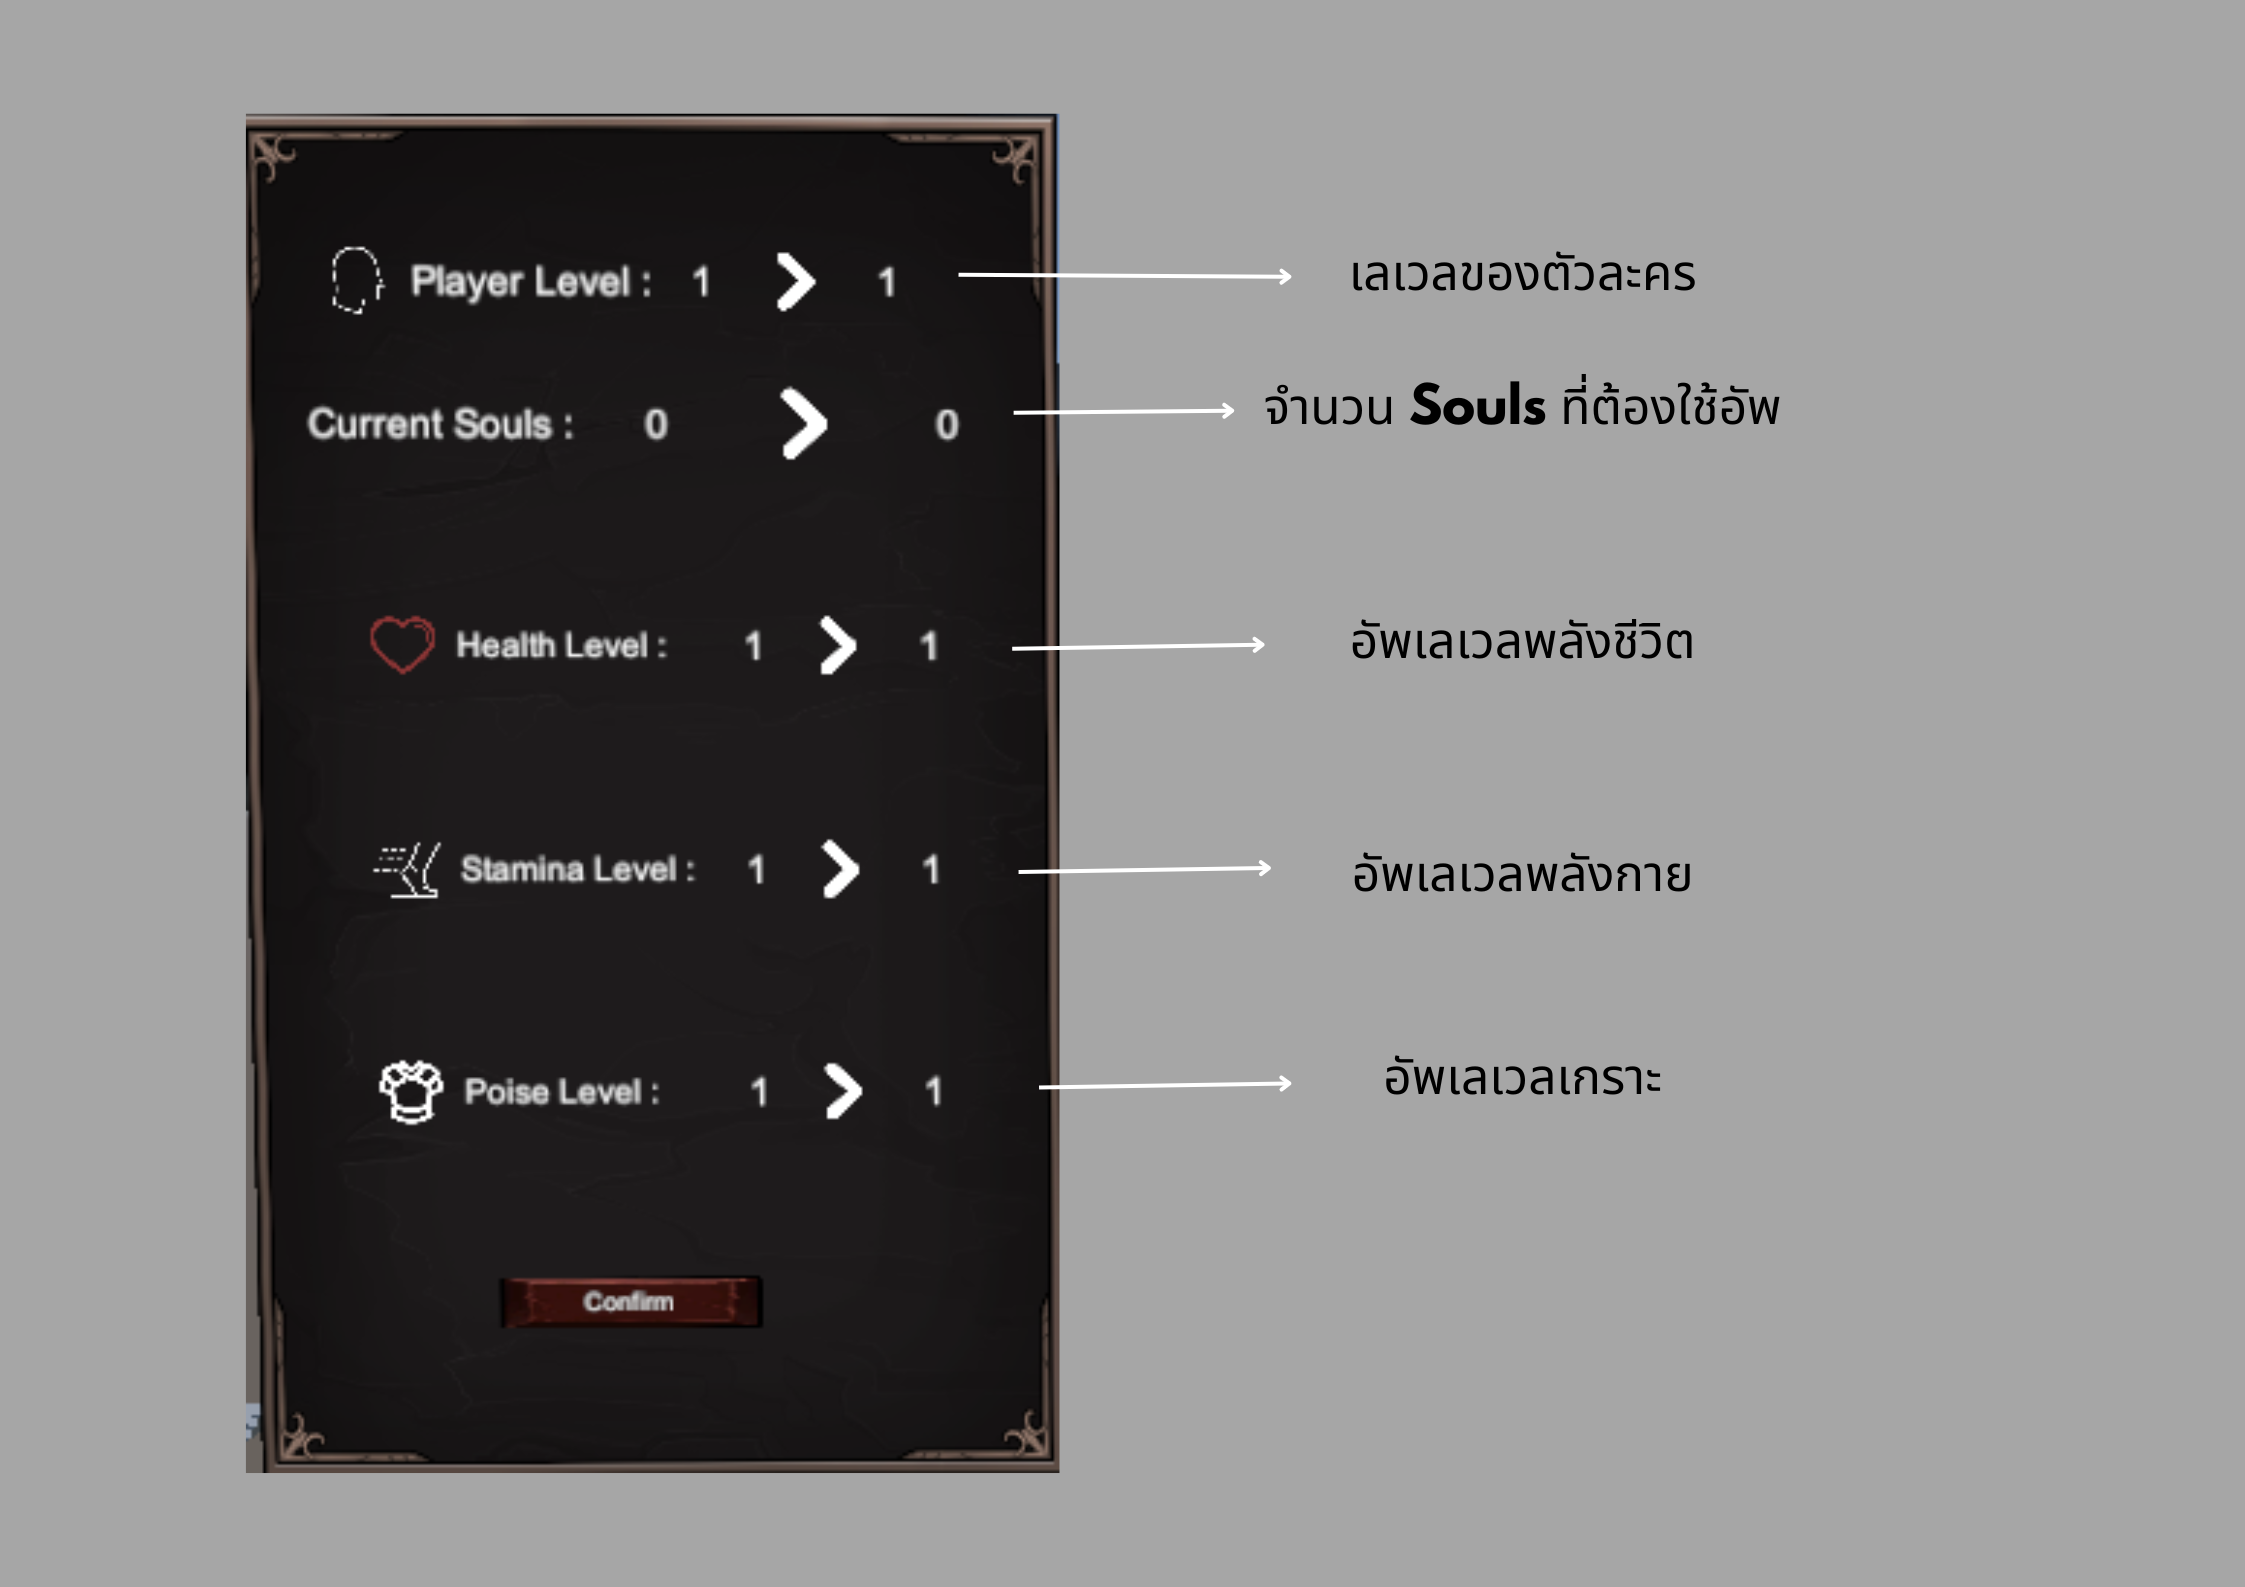 Player Level : 1 > 1
เลเวลของตัวละคร
Current Souls : 0 > 0
จำนวน Souls ที่ต้องใช้อัพ
Health Level : 1 > 1
อัพเลเวลพลังชีวิต
Stamina Level : 1 > 1
อัพเลเวลพลังกาย
Poise Level : 1 > 1
อัพเลเวลเกราะ
Confirm